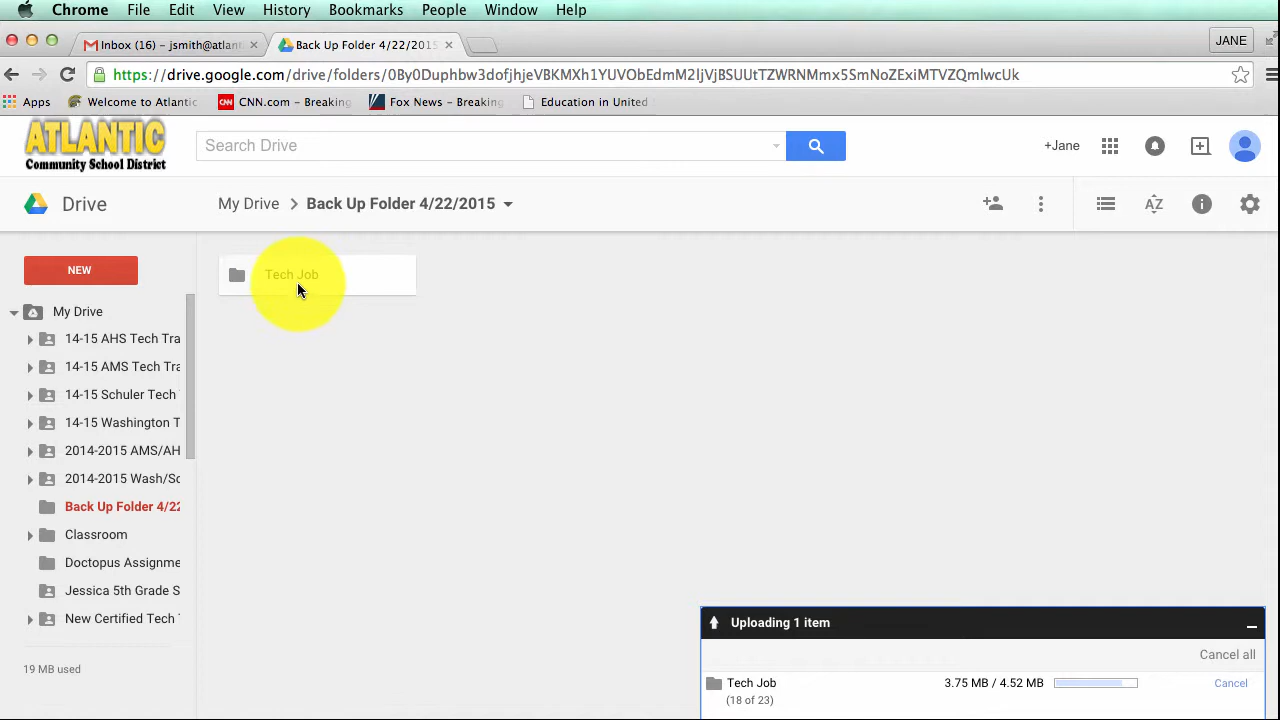 Chrome File Edit View History Bookmarks People Window Help
Inbox (16) – jsmith@atlan
Back Up Folder 4/22/2015
JANE
https://drive.google.com/drive/folders/0By0Duphbw3dofjhjeVBKMXh1YUVObEdmM2ljVjBSUUtTZWRNMmx5SmNoZExiMTVZQmlwcUk
Apps Welcome to Atlantic CNN.com – Breaking Fox News – Breaking Education in United
ATLANTIC
Community School District
Search Drive
+Jane
Drive
My Drive > Back Up Folder 4/22/2015
AZ
NEW
Tech Job
My Drive
14-15 AHS Tech Tra
14-15 AMS Tech Tra
14-15 Schuler Tech
14-15 Washington T
2014-2015 AMS/AH
2014-2015 Wash/Sc
Back Up Folder 4/22
Classroom
Doctopus Assignme
Jessica 5th Grade S
New Certified Tech T
19 MB used
Uploading 1 item
Cancel all
Tech Job 3.75 MB / 4.52 MB Cancel
(18 of 23)